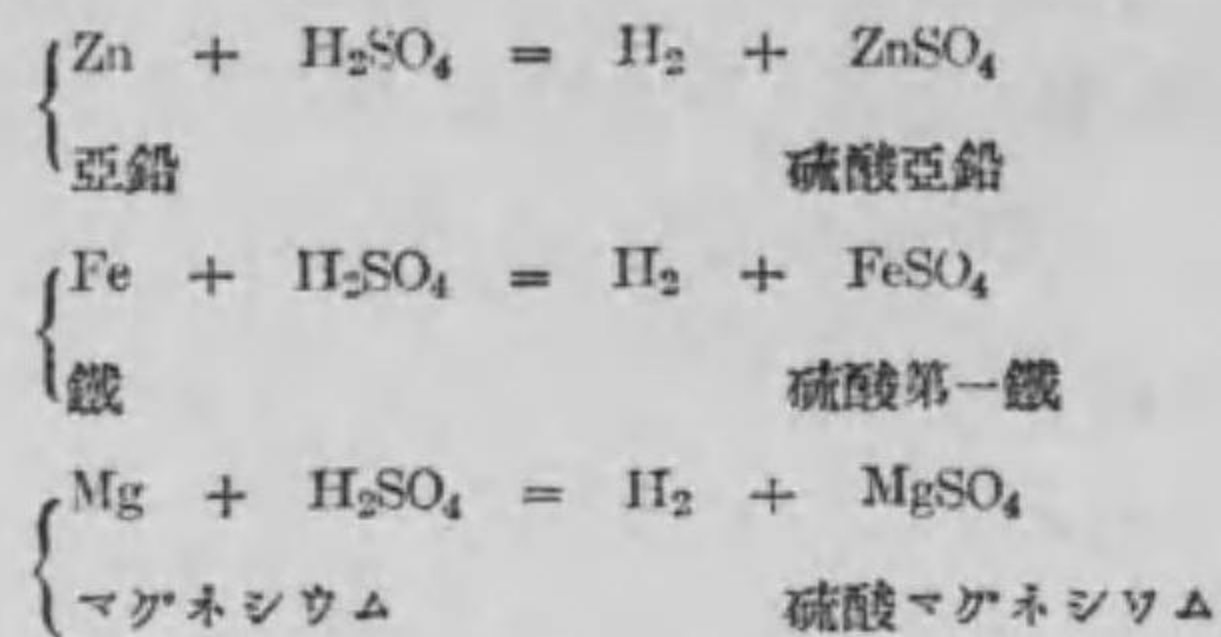 Zn + H₂SO₄ = H₂ + ZnSO₄
亞鉛 硫酸亞鉛
Fe + H₂SO₄ = H₂ + FeSO₄
鐵 硫酸第一鐵
Mg + H₂SO₄ = H₂ + MgSO₄
マグネシウム 硫酸マグネシウム